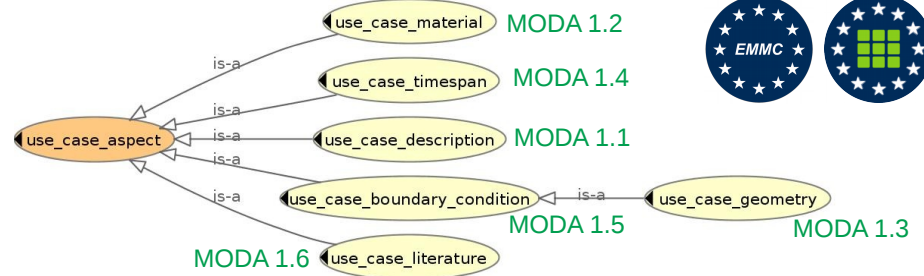 use_case_material MODA 1.2
EMMC
is-a
use_case_timespan MODA 1.4
is-a
use_case_aspect
is-a
use_case_description MODA 1.1
is-a
use_case_boundary_condition
is-a
use_case_geometry
MODA 1.5
MODA 1.3
is-a
MODA 1.6 use_case_literature